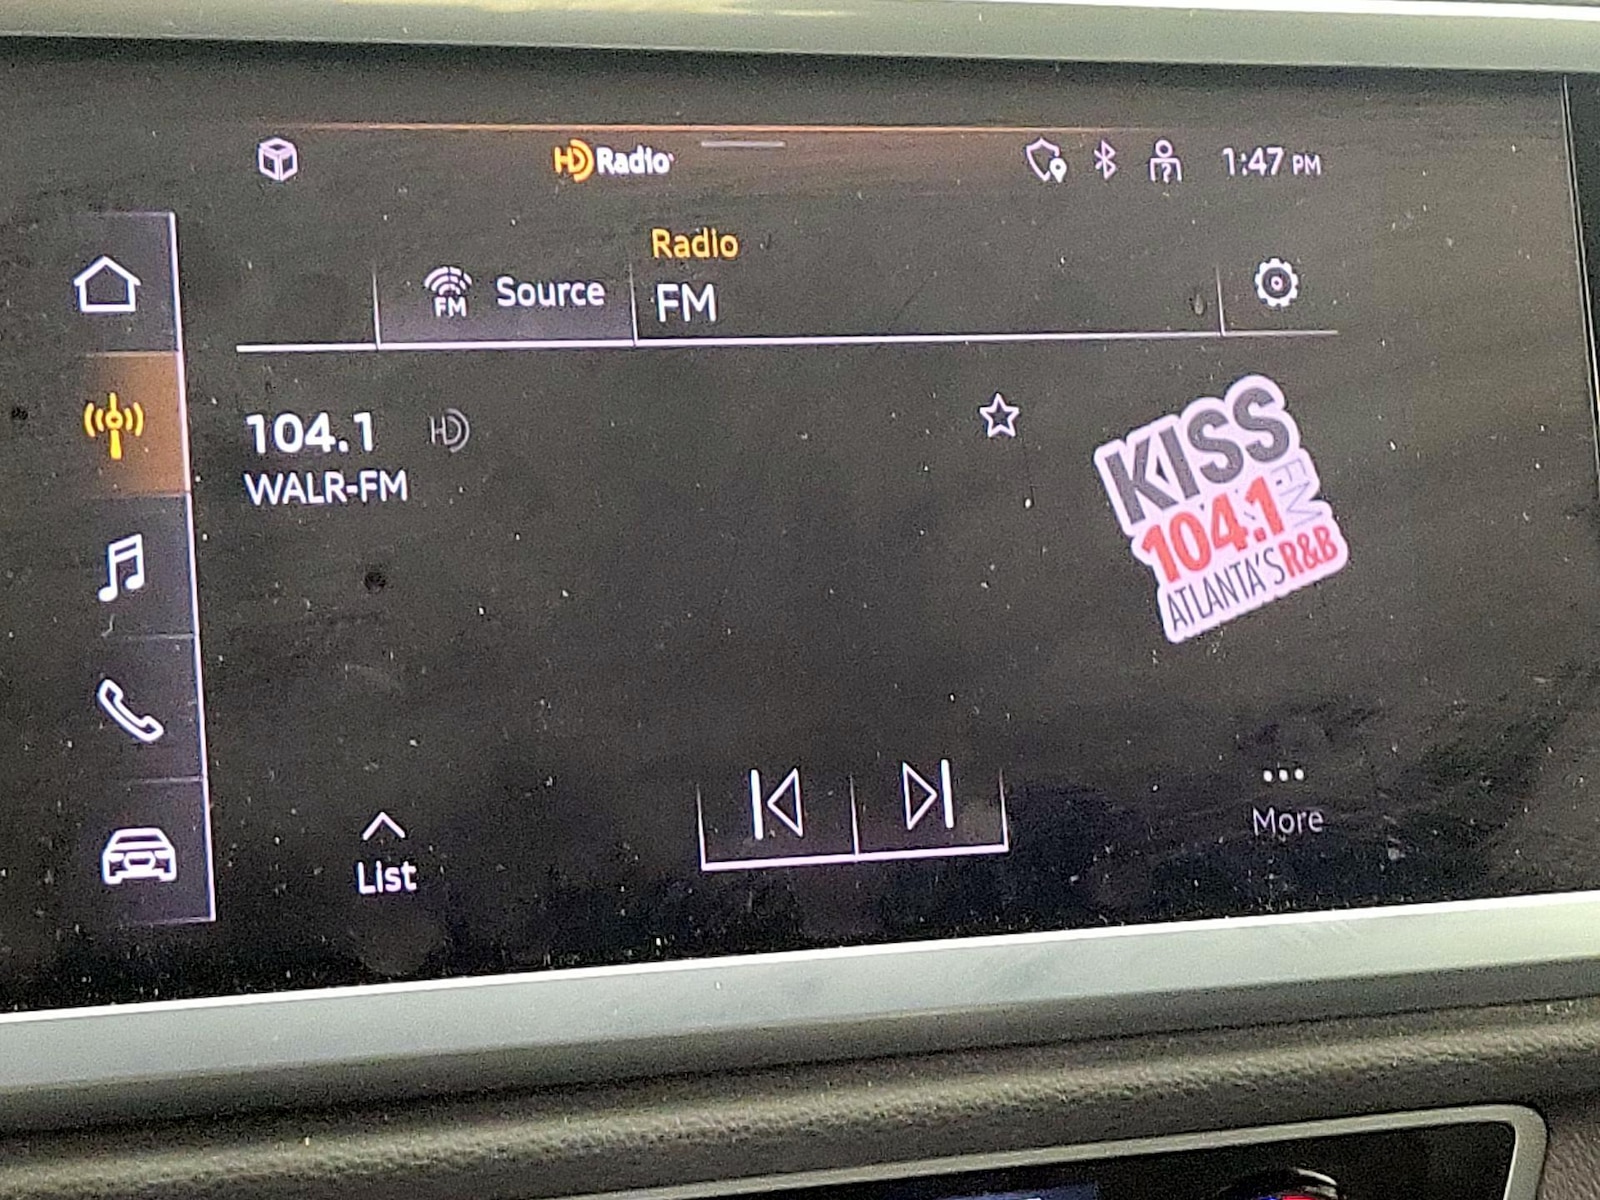 HD Radio
1:47 PM
FM
Source
Radio
FM
104.1 HD
WALR-FM
KISS
FM
104.1
ATLANTA'S R&B
List
More